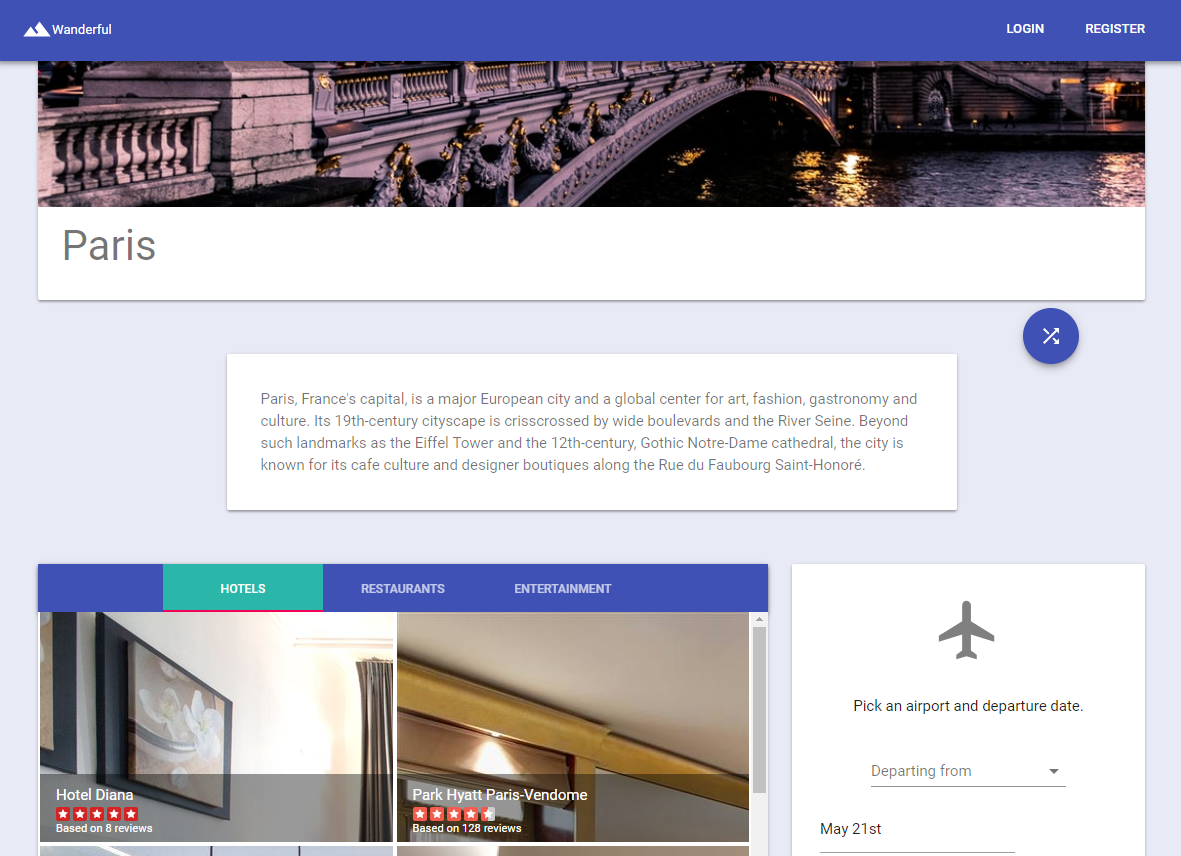 Wanderful
LOGIN
REGISTER
Paris
Paris, France's capital, is a major European city and a global center for art, fashion, gastronomy and
culture. Its 19th-century cityscape is crisscrossed by wide boulevards and the River Seine. Beyond
such landmarks as the Eiffel Tower and the 12th-century, Gothic Notre-Dame cathedral, the city is
known for its cafe culture and designer boutiques along the Rue du Faubourg Saint-Honoré.
HOTELS
RESTAURANTS
ENTERTAINMENT
Hotel Diana
Based on 8 reviews
Park Hyatt Paris-Vendome
Based on 128 reviews
Pick an airport and departure date.
Departing from
May 21st